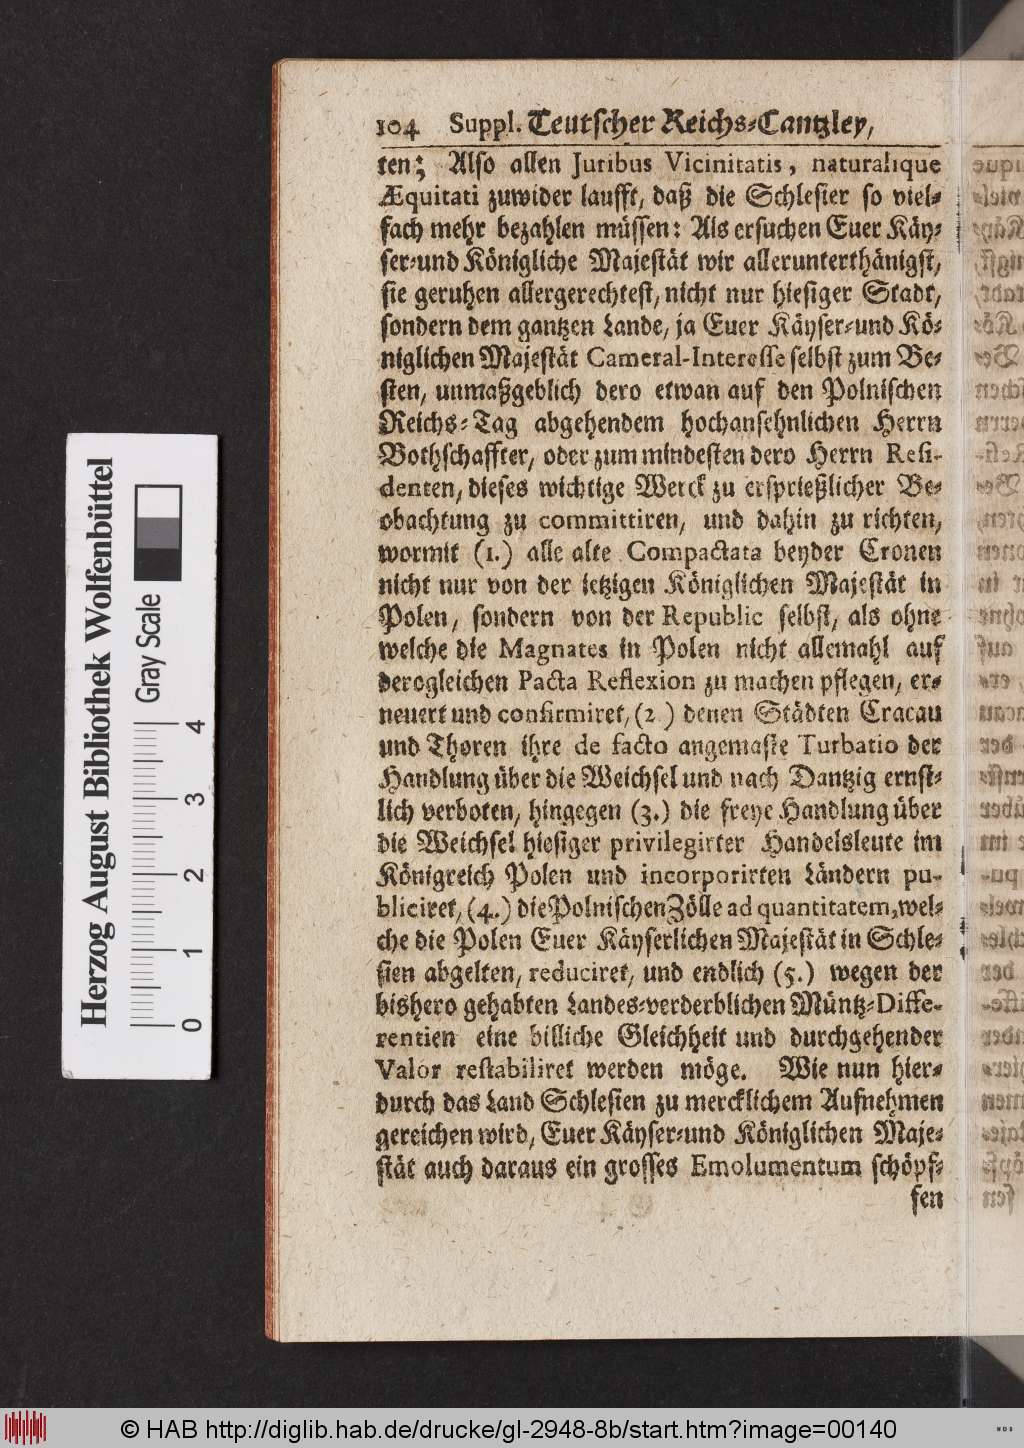 104 Suppl. Teutscher Reichs-Cantzley,
ten; Also allen Juribus Vicinitatis, naturalique
Æquitati zuwider laufft, daß die Schlesier so viel-
fach mehr bezahlen müssen: Als ersuchen Euer Käy-
ser-und Königliche Majestät wir allerunterthänigst,
sie geruhen allergerechtest, nicht nur hiesiger Stadt,
sondern dem gantzen Lande, ja Euer Käyser-und Kö-
niglichen Majestät Cameral-Interesse selbst zum Be-
sten, unmaßgeblich dero etwan auf den Polnischen
Reichs-Tag abgehendem hochansehnlichen Herrn
Bothschaffter, oder zum mindesten dero Herrn Resi-
denten, dieses wichtige Werck zu ersprießlicher Be-
obachtung zu committiren, und dahin zu richten,
wormit (1.) alle alte Compactata beyder Cronen
nicht nur von der ietzigen Königlichen Majestät in
Polen, sondern von der Republic selbst, als ohne
welche die Magnates in Polen nicht allemahl auf
derogleichen Pacta Reflexion zu machen pflegen, er-
neuert und confirmiret, (2.) denen Städten Cracau
und Thoren ihre de facto angemaste Turbatio der
Handlung über die Weichsel und nach Dantzig ernst-
lich verboten, hingegen (3.) die freye Handlung über
die Weichsel hiesiger privilegirter Handelsleute im
Königreich Polen und incorporirten Ländern pu-
bliciret, (4.) die Polnischen Zölle ad quantitatem, wel-
che die Polen Euer Käyserlichen Majestät in Schle-
sien abgelten, reduciret, und endlich (5.) wegen der
bishero gehabten Landes-verderblichen Müntz-Diffe-
rentien eine billiche Gleichheit und durchgehender
Valor restabiliret werden möge. Wie nun hier-
durch das Land Schlesien zu mercklichem Aufnehmen
gereichen wird, Euer Käyser-und Königlichen Maje-
stät auch daraus ein grosses Emolumentum schöpf-
fen
Herzog August Bibliothek Wolfenbüttel
Gray Scale
0 1 2 3 4
© HAB http://diglib.hab.de/drucke/gl-2948-8b/start.htm?image=00140